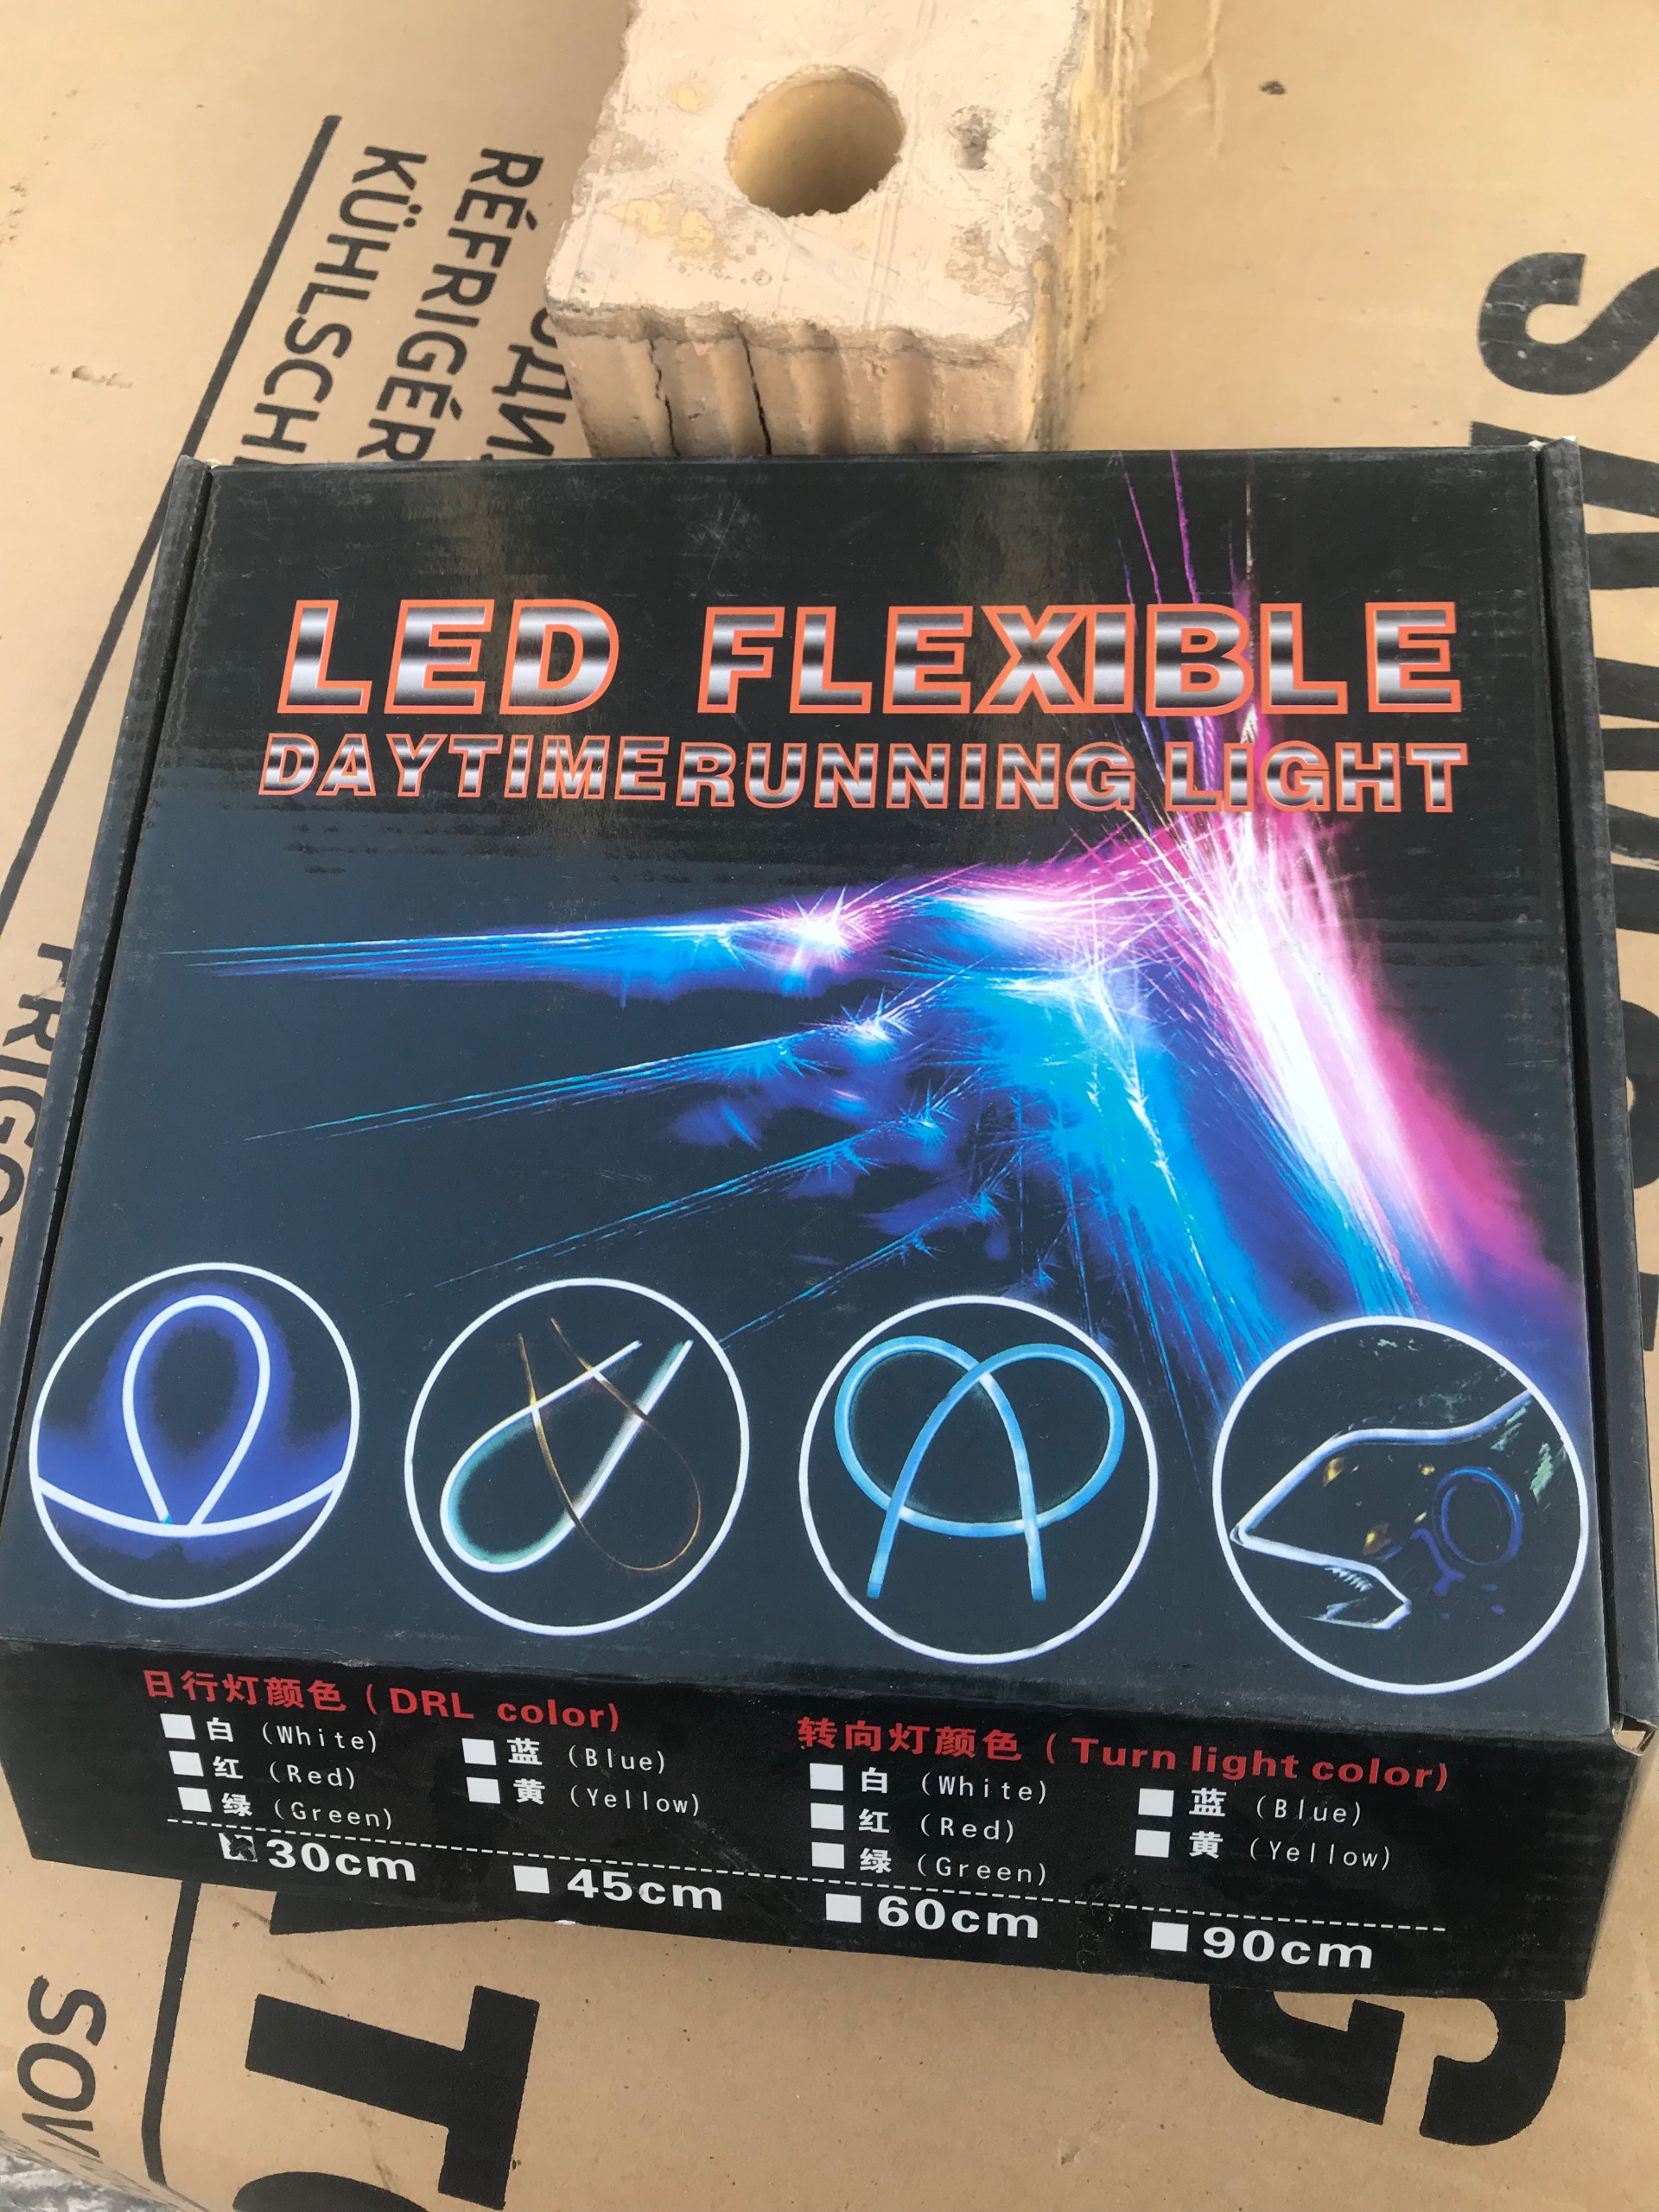 RÉFRIGÉR
KÜHLSCH
LED FLEXIBLE
DAYTIME RUNNING LIGHT
日行灯颜色 (DRL color)
白 (White)
蓝 (Blue)
红 (Red)
黄 (Yellow)
绿 (Green)
转向灯颜色 (Turn light color)
白 (White)
蓝 (Blue)
红 (Red)
黄 (Yellow)
绿 (Green)
30cm 45cm 60cm 90cm